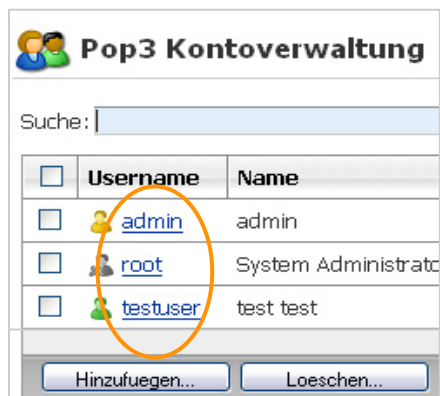 Pop3 Kontoverwaltung
Suche:
Username Name
admin admin
root System Administrato
testuser test test
Hinzufuegen... Loeschen...